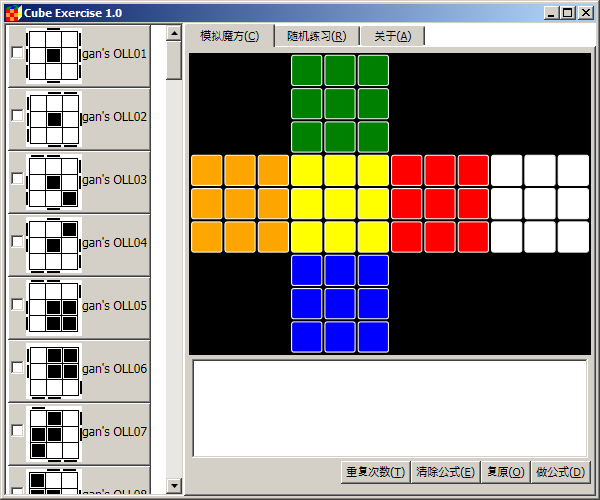 Cube Exercise 1.0
模拟魔方(C)
随机练习(R)
关于(A)
gan's OLL01
gan's OLL02
gan's OLL03
gan's OLL04
gan's OLL05
gan's OLL06
gan's OLL07
gan's OLL08
重复次数(T)
清除公式(E)
复原(O)
做公式(D)